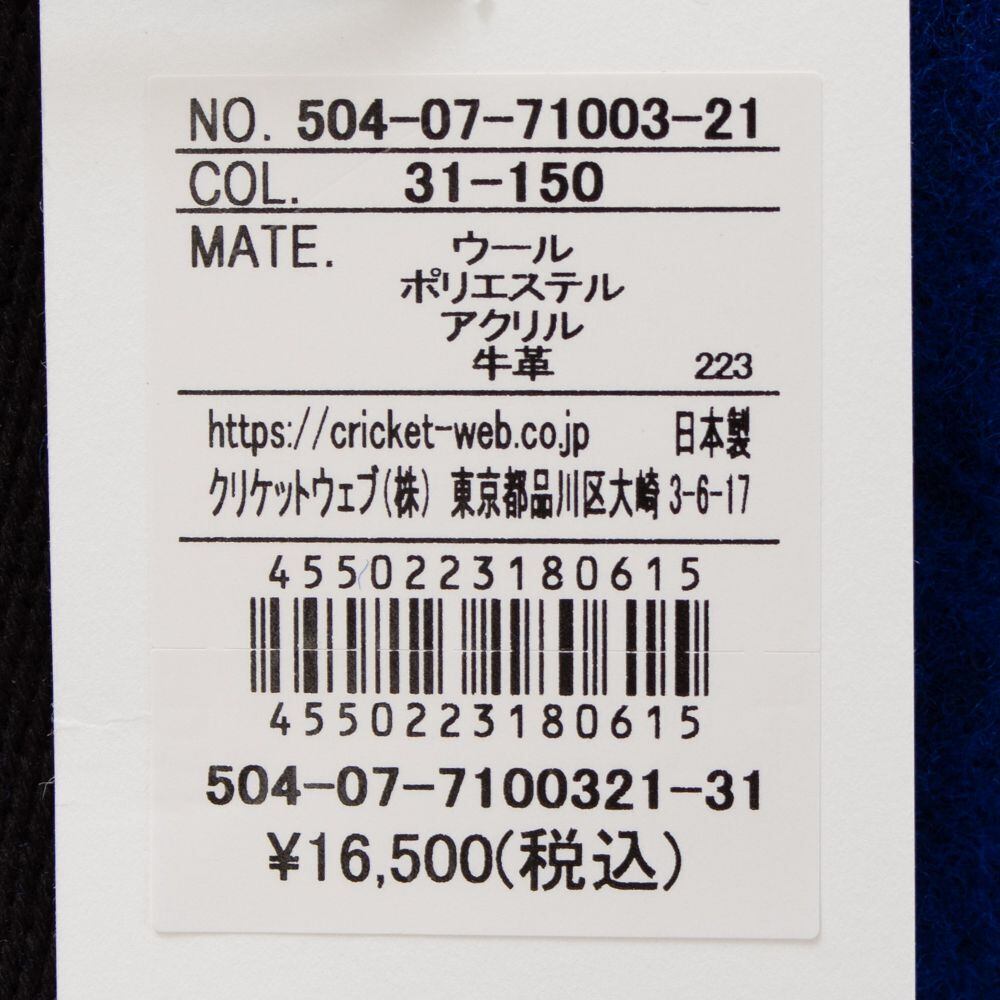 NO. 504-07-71003-21
COL. 31-150
MATE. ウール
ポリエステル
アクリル
牛革 223
https://cricket-web.co.jp 日本製
クリケットウェブ(株) 東京都品川区大崎 3-6-17
4550223180615
4550223180615
504-07-7100321-31
¥16,500(税込)